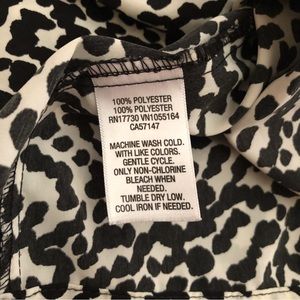 100% POLYESTER
100% POLYESTER
RN17730 VN1055164
CA57147
MACHINE WASH COLD.
WITH LIKE COLORS.
GENTLE CYCLE.
ONLY NON-CHLORINE
BLEACH WHEN
NEEDED.
TUMBLE DRY LOW.
COOL IRON IF NEEDED.